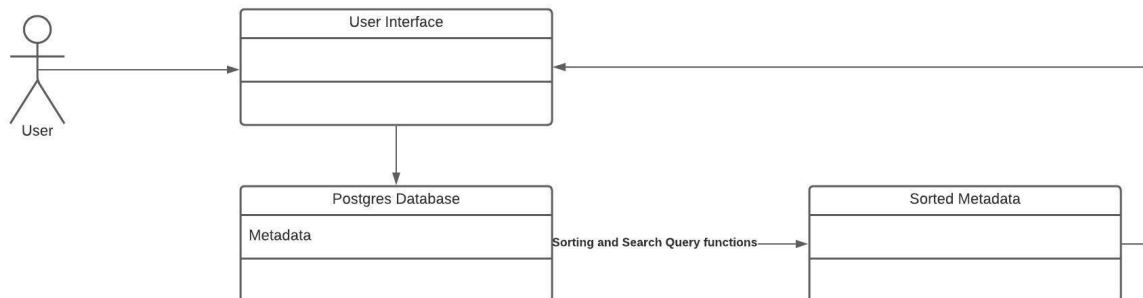 User Interface
User
Postgres Database
Metadata
Sorting and Search Query functions
Sorted Metadata